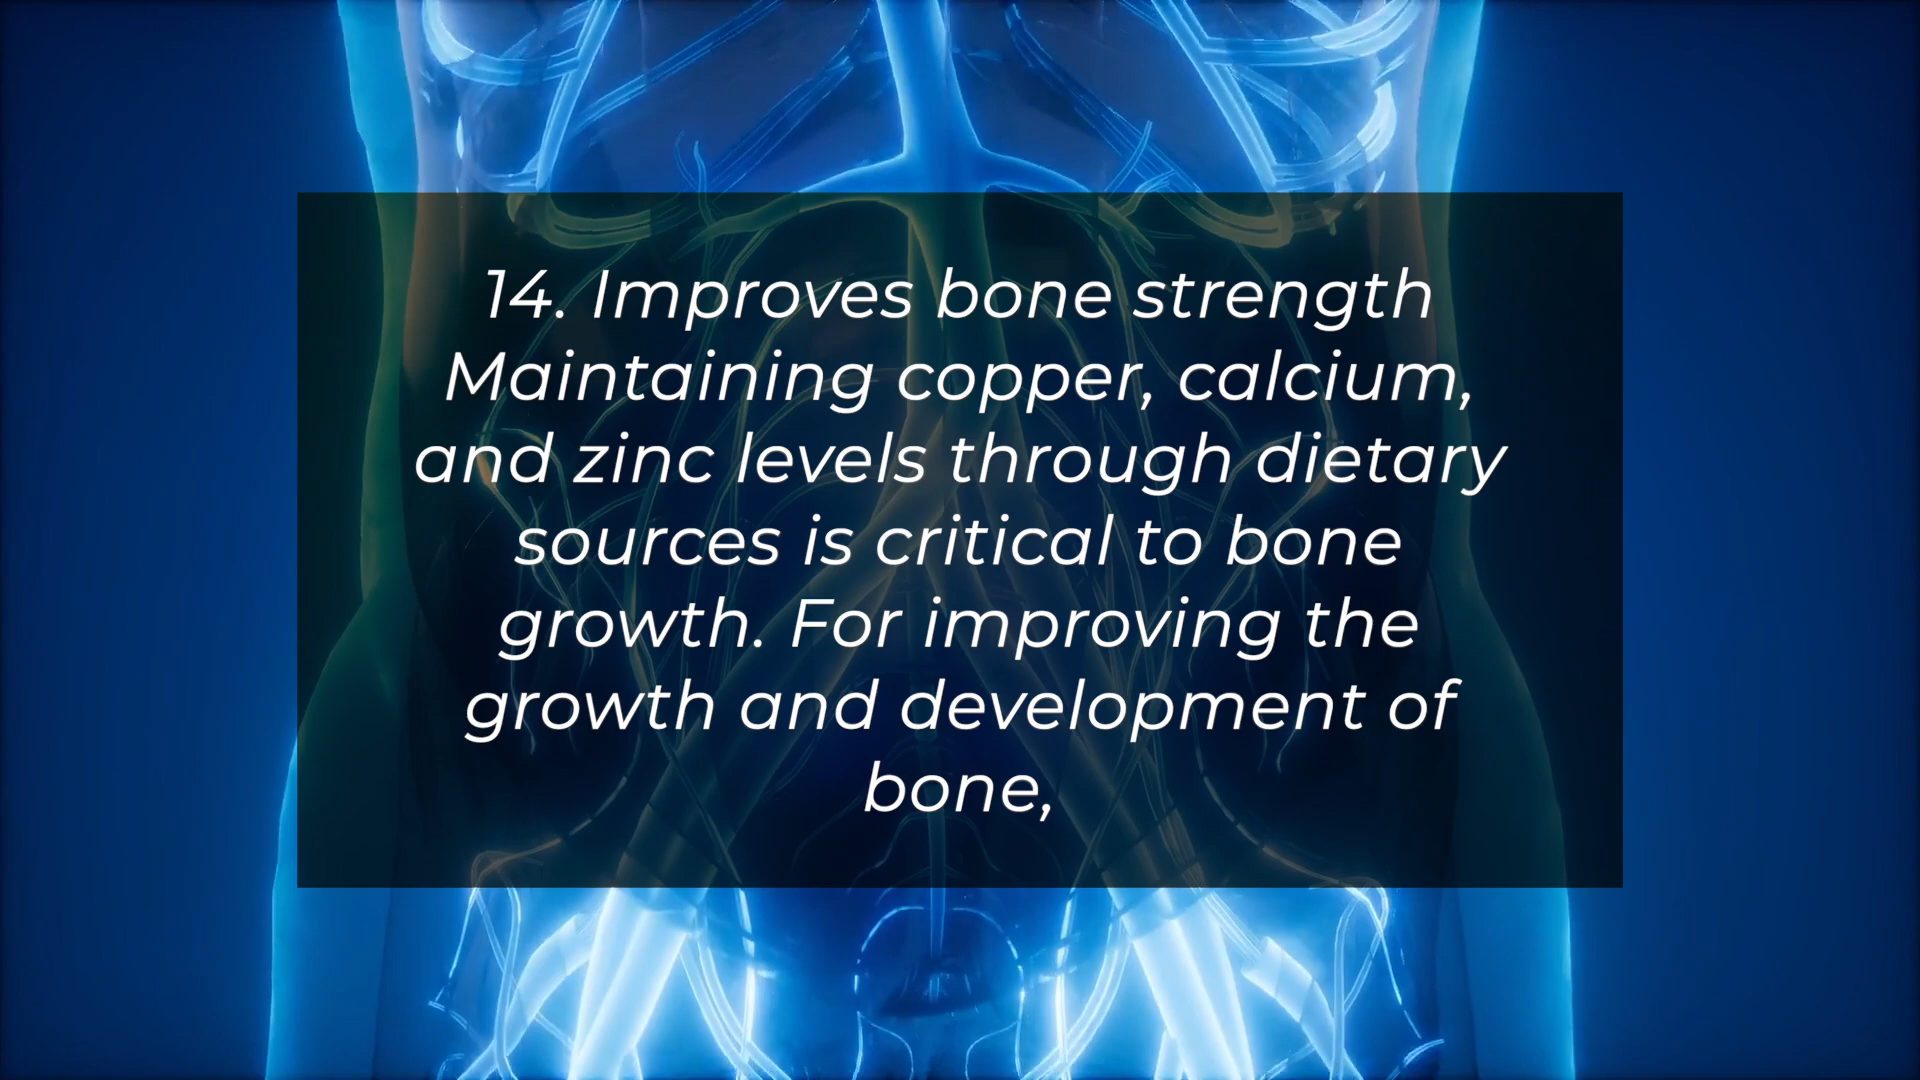 14. Improves bone strength
Maintaining copper, calcium,
and zinc levels through dietary
sources is critical to bone
growth. For improving the
growth and development of
bone,